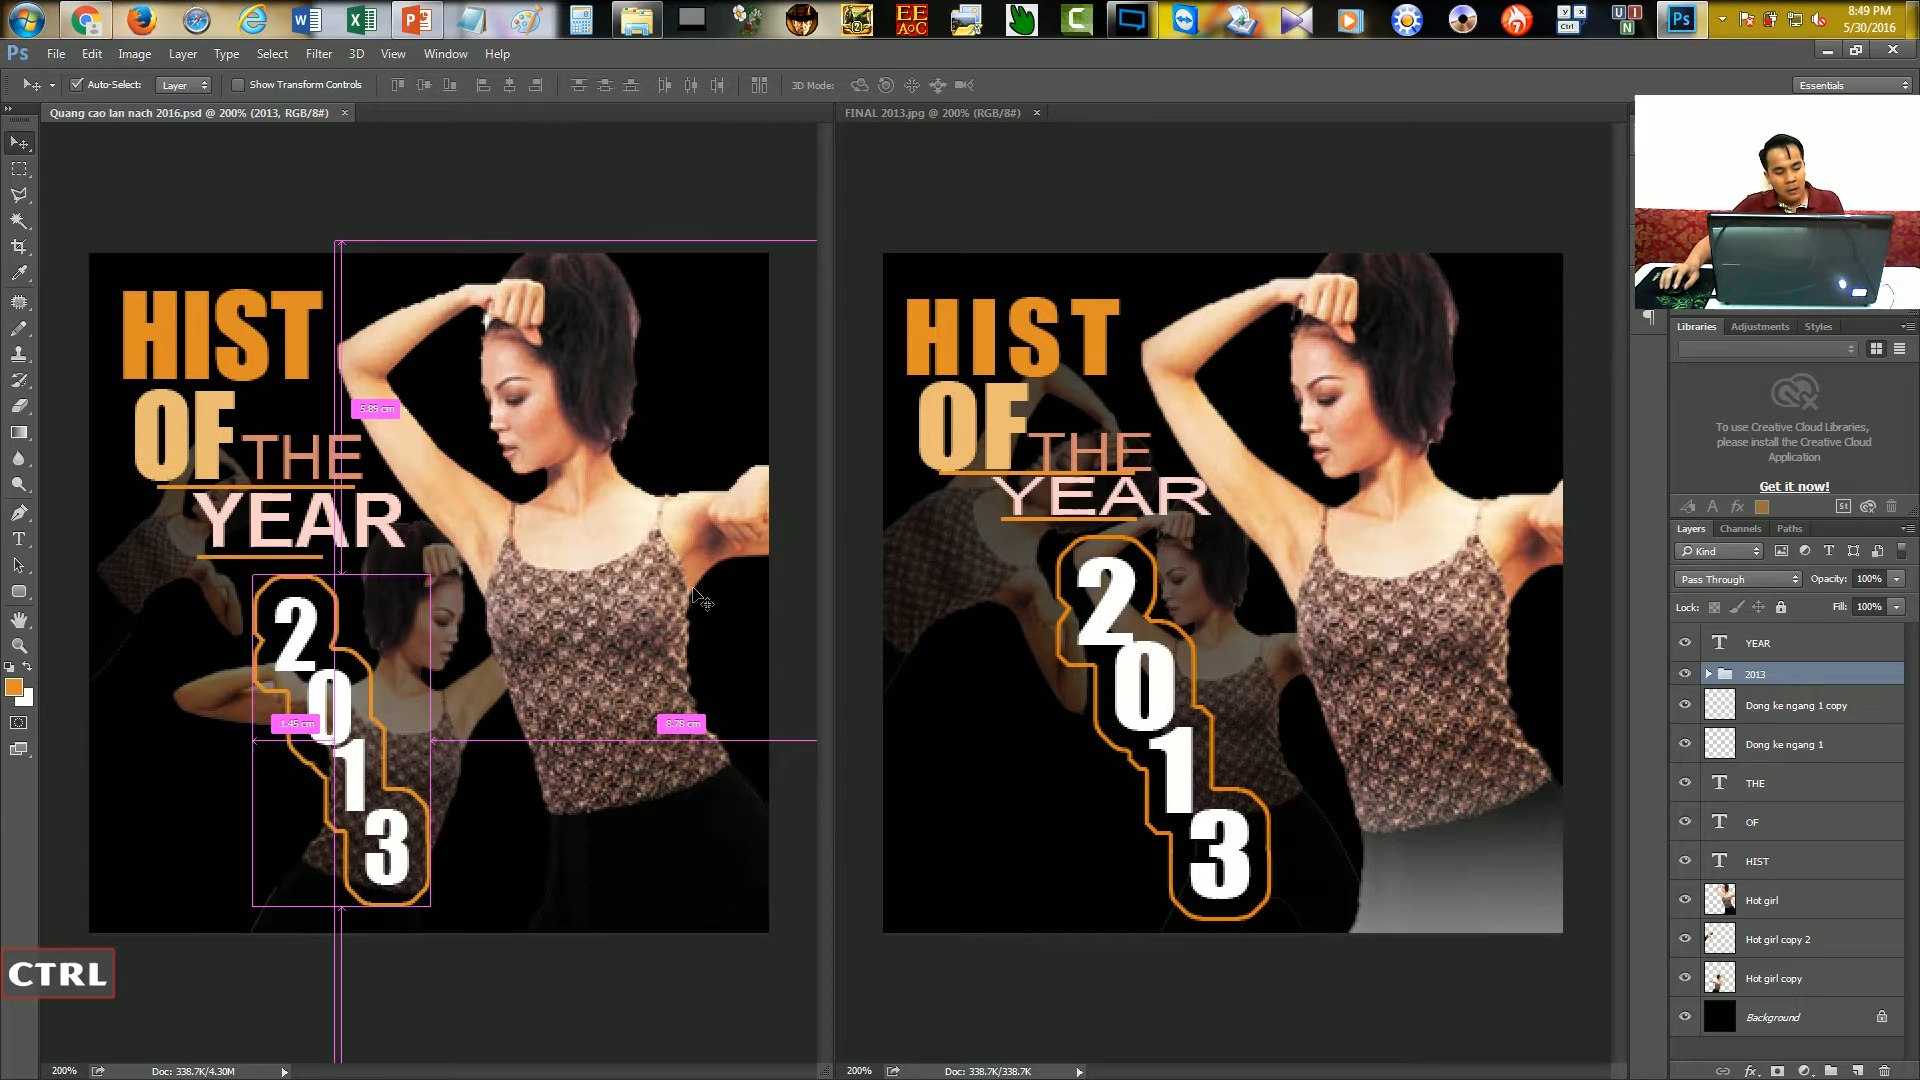 8:49 PM
5/30/2016
Ps
File Edit Image Layer Type Select Filter 3D View Window Help
Auto-Select: Layer Show Transform Controls 3D Mode: Essentials
Quang cao lan nach 2016.psd @ 200% (2013, RGB/8#) ×
FINAL 2013.jpg @ 200% (RGB/8#) ×
HIST
OF THE
YEAR
2
0
1
3
5.89 cm
1.45 cm
8.78 cm
HIST
OF THE
YEAR
2
0
1
3
Libraries Adjustments Styles
To use Creative Cloud Libraries,
please install the Creative Cloud
Application
Get it now!
Layers Channels Paths
Kind
Pass Through Opacity: 100%
Lock: Fill: 100%
YEAR
2013
Dong ke ngang 1 copy
Dong ke ngang 1
THE
OF
HIST
Hot girl
Hot girl copy 2
Hot girl copy
Background
CTRL
200% Doc: 338.7K/4.30M
200% Doc: 338.7K/338.7K